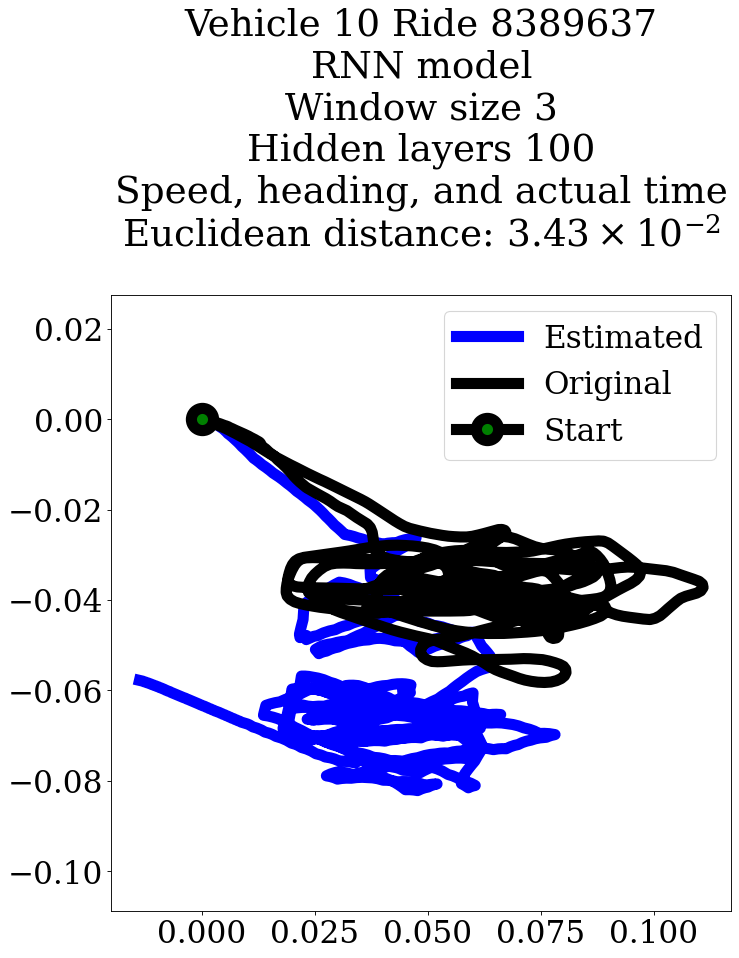 Vehicle 10 Ride 8389637
RNN model
Window size 3
Hidden layers 100
Speed, heading, and actual time
Euclidean distance: 3.43 × 10⁻²
Estimated
Original
Start
0.02
0.00
−0.02
−0.04
−0.06
−0.08
−0.10
0.000 0.025 0.050 0.075 0.100